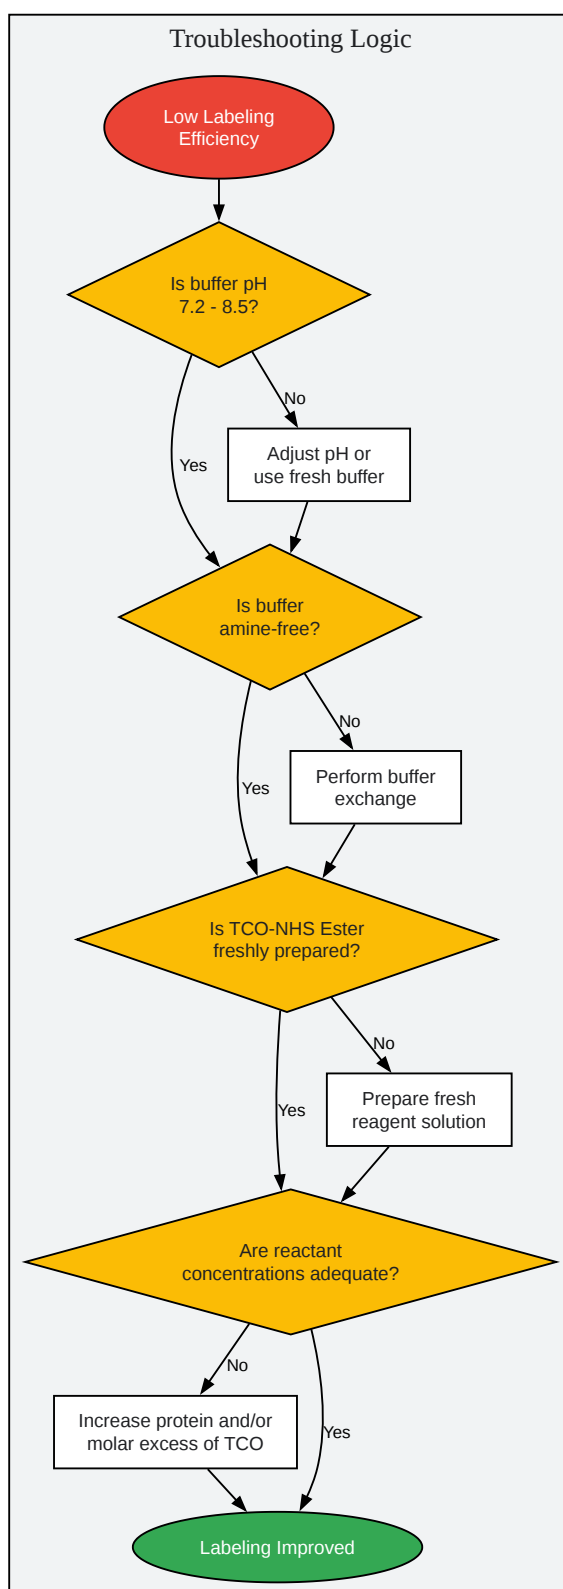 Troubleshooting Logic
Low Labeling
Efficiency
Is buffer pH
7.2 - 8.5?
No
Yes
Adjust pH or
use fresh buffer
Is buffer
amine-free?
No
Yes
Perform buffer
exchange
Is TCO-NHS Ester
freshly prepared?
No
Yes
Prepare fresh
reagent solution
Are reactant
concentrations adequate?
No
Yes
Increase protein and/or
molar excess of TCO
Labeling Improved